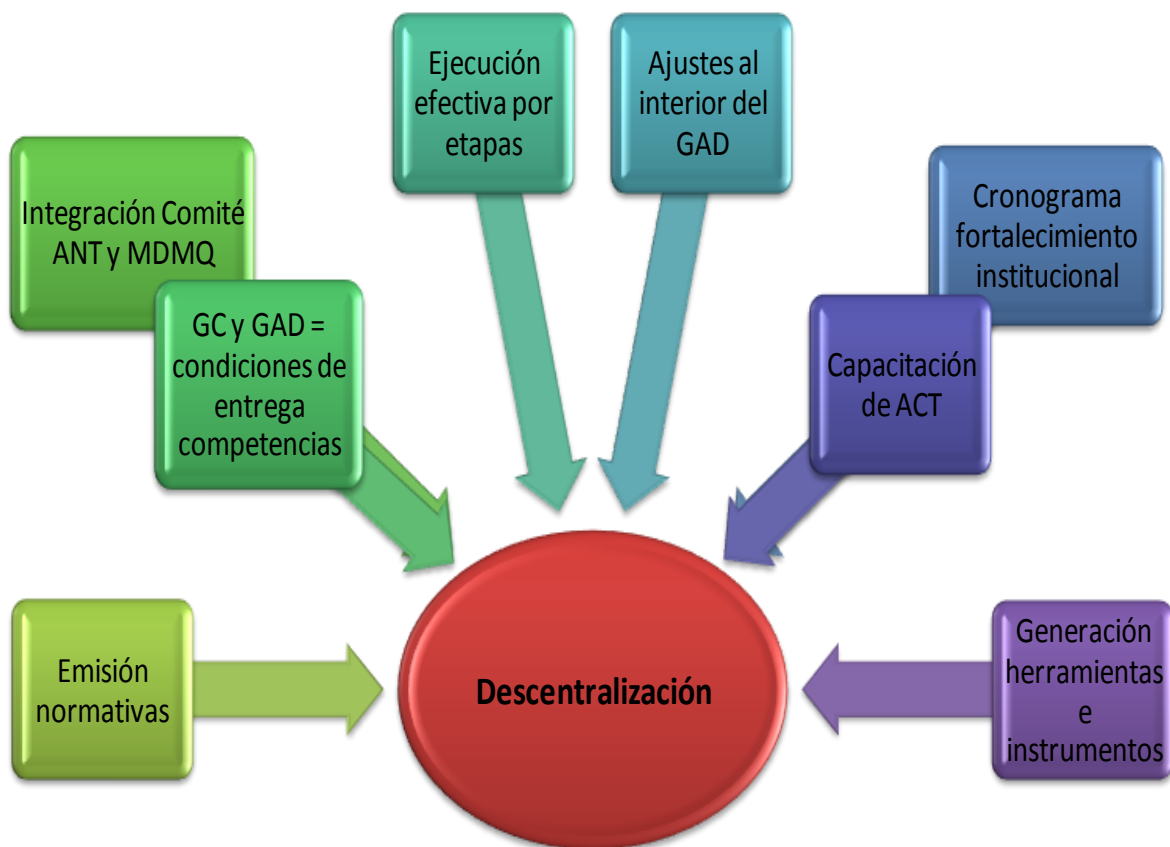 Ejecución
efectiva por
etapas
Ajustes al
interior del
GAD
Integración Comité
ANT y MDMQ
Cronograma
fortalecimiento
institucional
GC y GAD =
condiciones de
entrega
competencias
Capacitación
de ACT
Emisión
normativas
Descentralización
Generación
herramientas
e
instrumentos